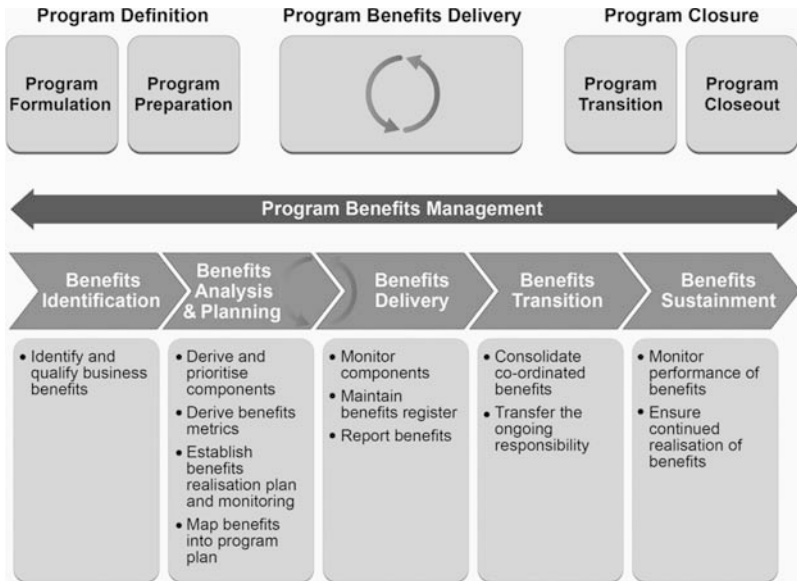 Program Definition
Program Benefits Delivery
Program Closure
Program
Formulation
Program
Preparation
Program
Transition
Program
Closeout
Program Benefits Management
Benefits
Identification
Benefits
Analysis
& Planning
Benefits
Delivery
Benefits
Transition
Benefits
Sustainment
• Identify and
qualify business
benefits
• Derive and
prioritise
components
• Derive benefits
metrics
• Establish
benefits
realisation plan
and monitoring
• Map benefits
into program
plan
• Monitor
components
• Maintain
benefits register
• Report benefits
• Consolidate
co-ordinated
benefits
• Transfer the
ongoing
responsibility
• Monitor
performance of
benefits
• Ensure
continued
realisation of
benefits